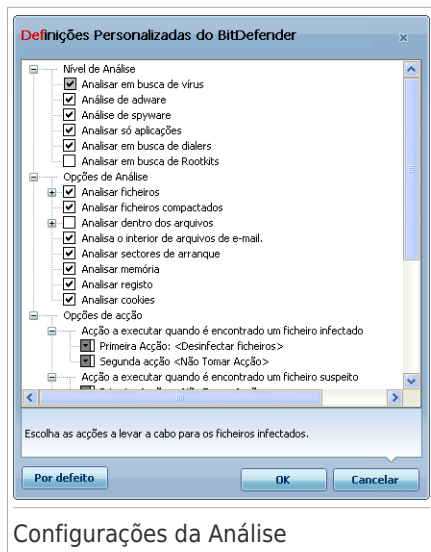 Definições Personalizadas do BitDefender
Nível de Análise
Analisar em busca de vírus
Análise de adware
Análise de spyware
Analisar só aplicações
Analisar em busca de dialers
Analisar em busca de Rootkits
Opções de Análise
Analisar ficheiros
Analisar ficheiros compactados
Analisar dentro dos arquivos
Analisa o interior de arquivos de e-mail.
Analisar sectores de arranque
Analisar memória
Analisar registo
Analisar cookies
Opções de acção
Acção a executar quando é encontrado um ficheiro infectado
Primeira Acção: <Desinfectar ficheiros>
Segunda acção <Não Tomar Acção>
Acção a executar quando é encontrado um ficheiro suspeito
Escolha as acções a levar a cabo para os ficheiros infectados.
Por defeito
OK
Cancelar
Configurações da Análise